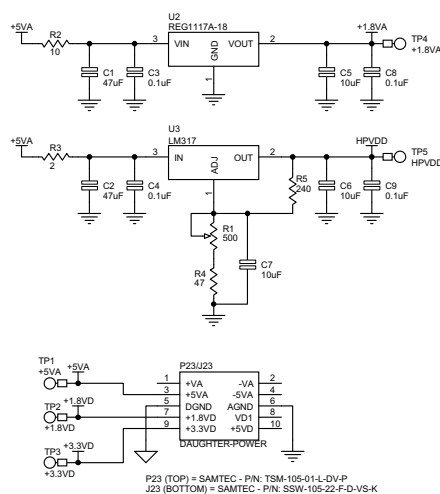 U2
REG1117A-18
+5VA
R2
10
3
VIN
GND
VOUT
2
1
+1.8VA
TP4
+1.8VA
C1
47uF
C3
0.1uF
C5
10uF
C8
0.1uF
U3
LM317
+5VA
R3
2
3
IN
ADJ
OUT
2
1
HPVDD
TP5
HPVDD
C2
47uF
C4
0.1uF
R5
240
C6
10uF
C9
0.1uF
R1
500
R4
47
C7
10uF
TP1
+5VA
+5VA
TP2
+1.8VD
+1.8VD
TP3
+3.3VD
+3.3VD
P23/J23
1 +VA -VA 2
3 +5VA -5VA 4
5 DGND AGND 6
7 +1.8VD VD1 8
9 +3.3VD +5VD 10
DAUGHTER-POWER
P23 (TOP) = SAMTEC - P/N: TSM-105-01-L-DV-P
J23 (BOTTOM) = SAMTEC - P/N: SSW-105-22-F-D-VS-K